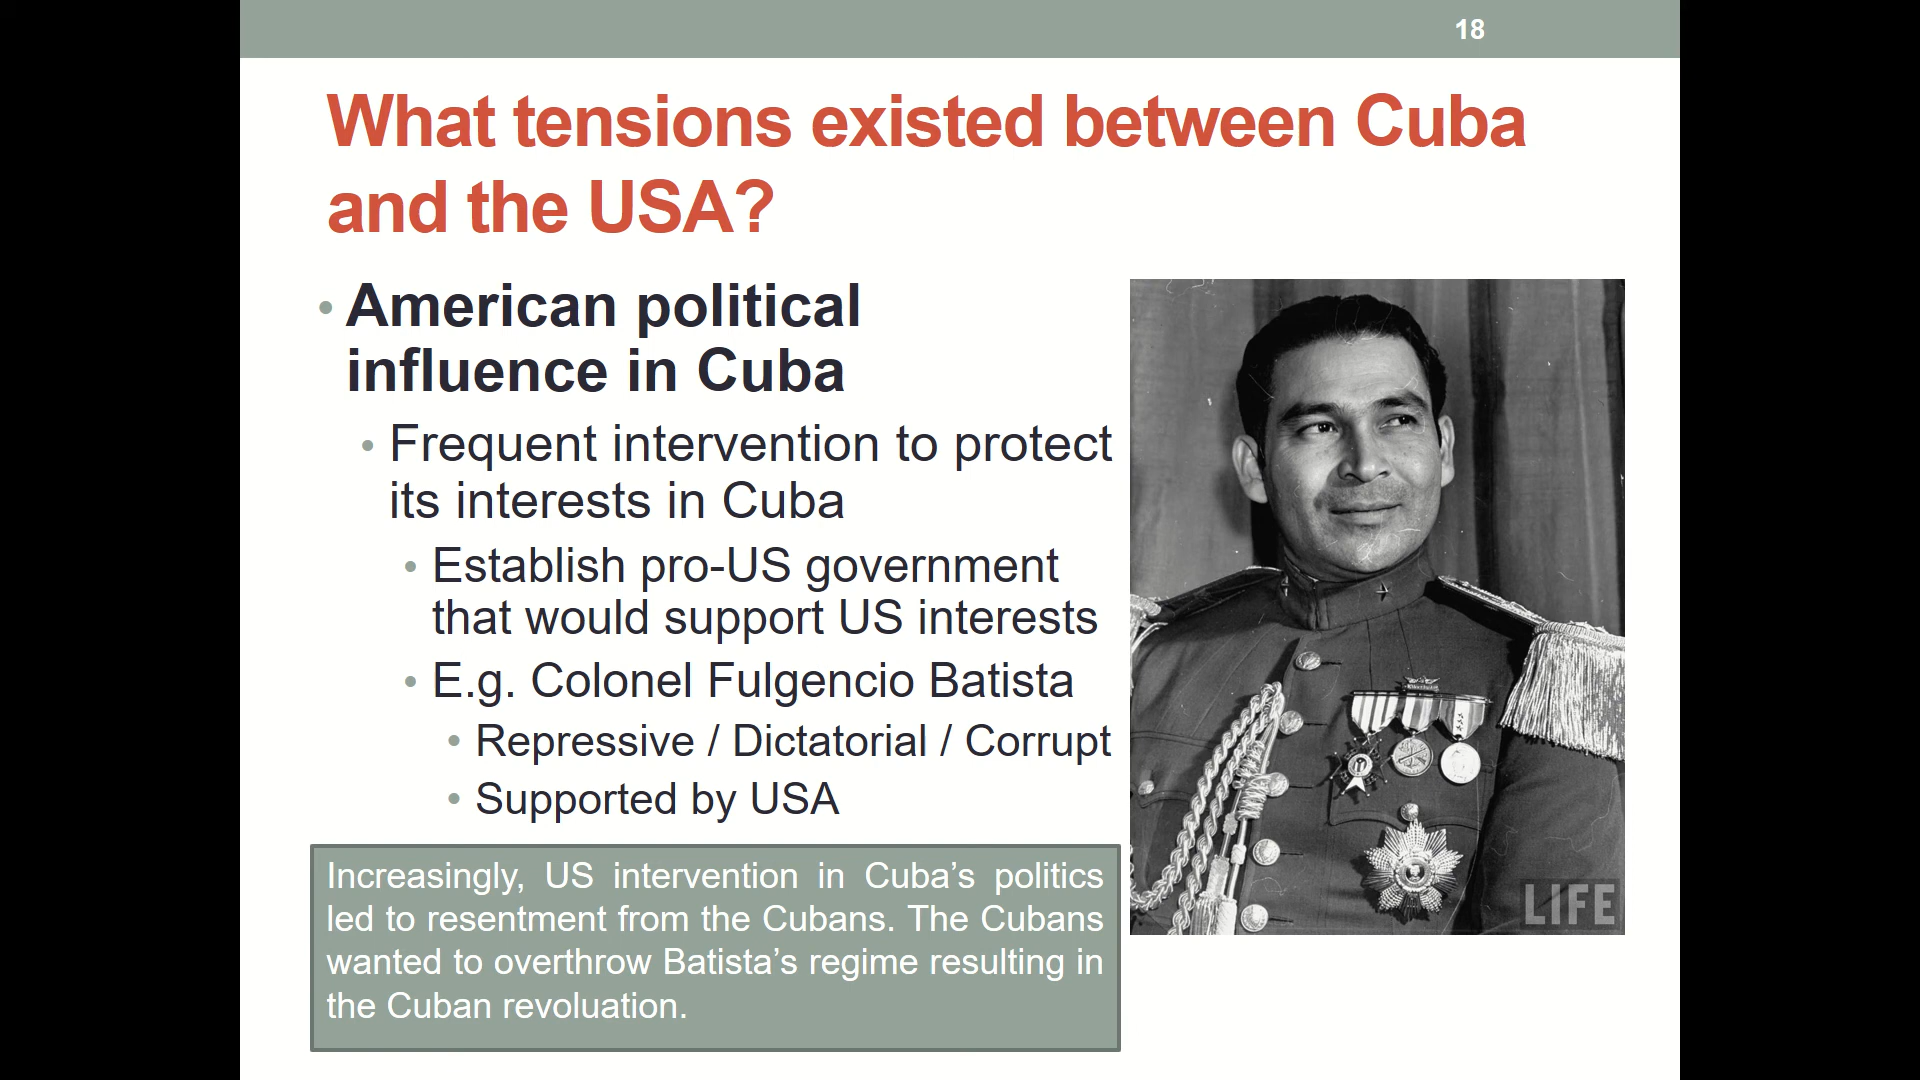 18
What tensions existed between Cuba
and the USA?
• American political
influence in Cuba
• Frequent intervention to protect
its interests in Cuba
• Establish pro-US government
that would support US interests
• E.g. Colonel Fulgencio Batista
• Repressive / Dictatorial / Corrupt
• Supported by USA
Increasingly, US intervention in Cuba’s politics
led to resentment from the Cubans. The Cubans
wanted to overthrow Batista’s regime resulting in
the Cuban revoluation.
LIFE